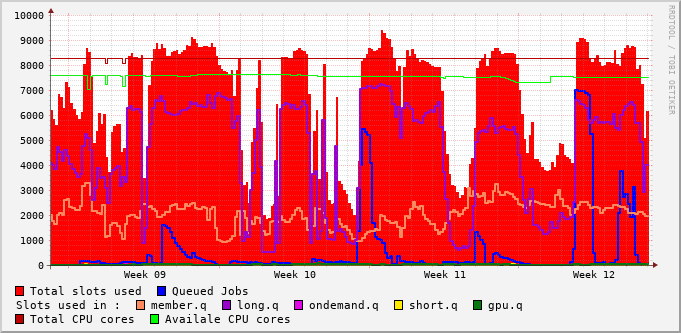 10000
9000
8000
7000
6000
5000
4000
3000
2000
1000
0
Week 09 Week 10 Week 11 Week 12
RRDTOOL / TOBI OETIKER
Total slots used Queued Jobs
Slots used in : member.q long.q ondemand.q short.q gpu.q
Total CPU cores Availale CPU cores